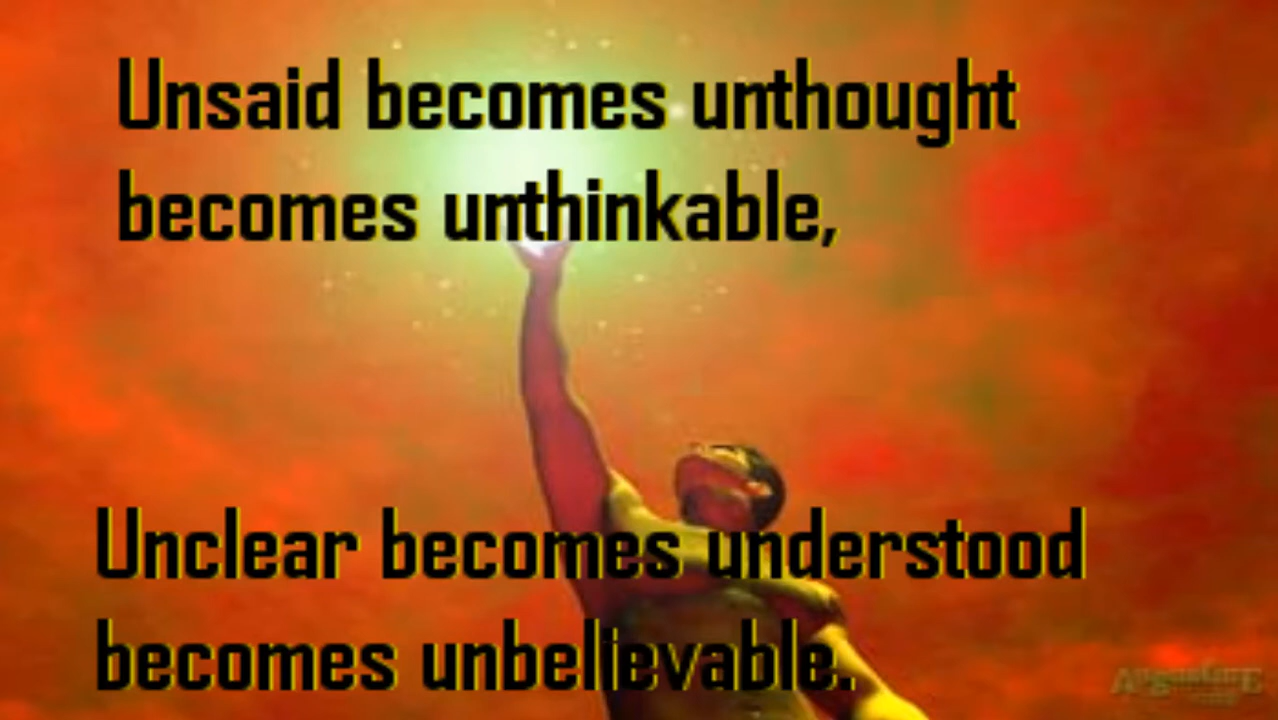 Unsaid becomes unthought
becomes unthinkable,
Unclear becomes understood
becomes unbelievable.